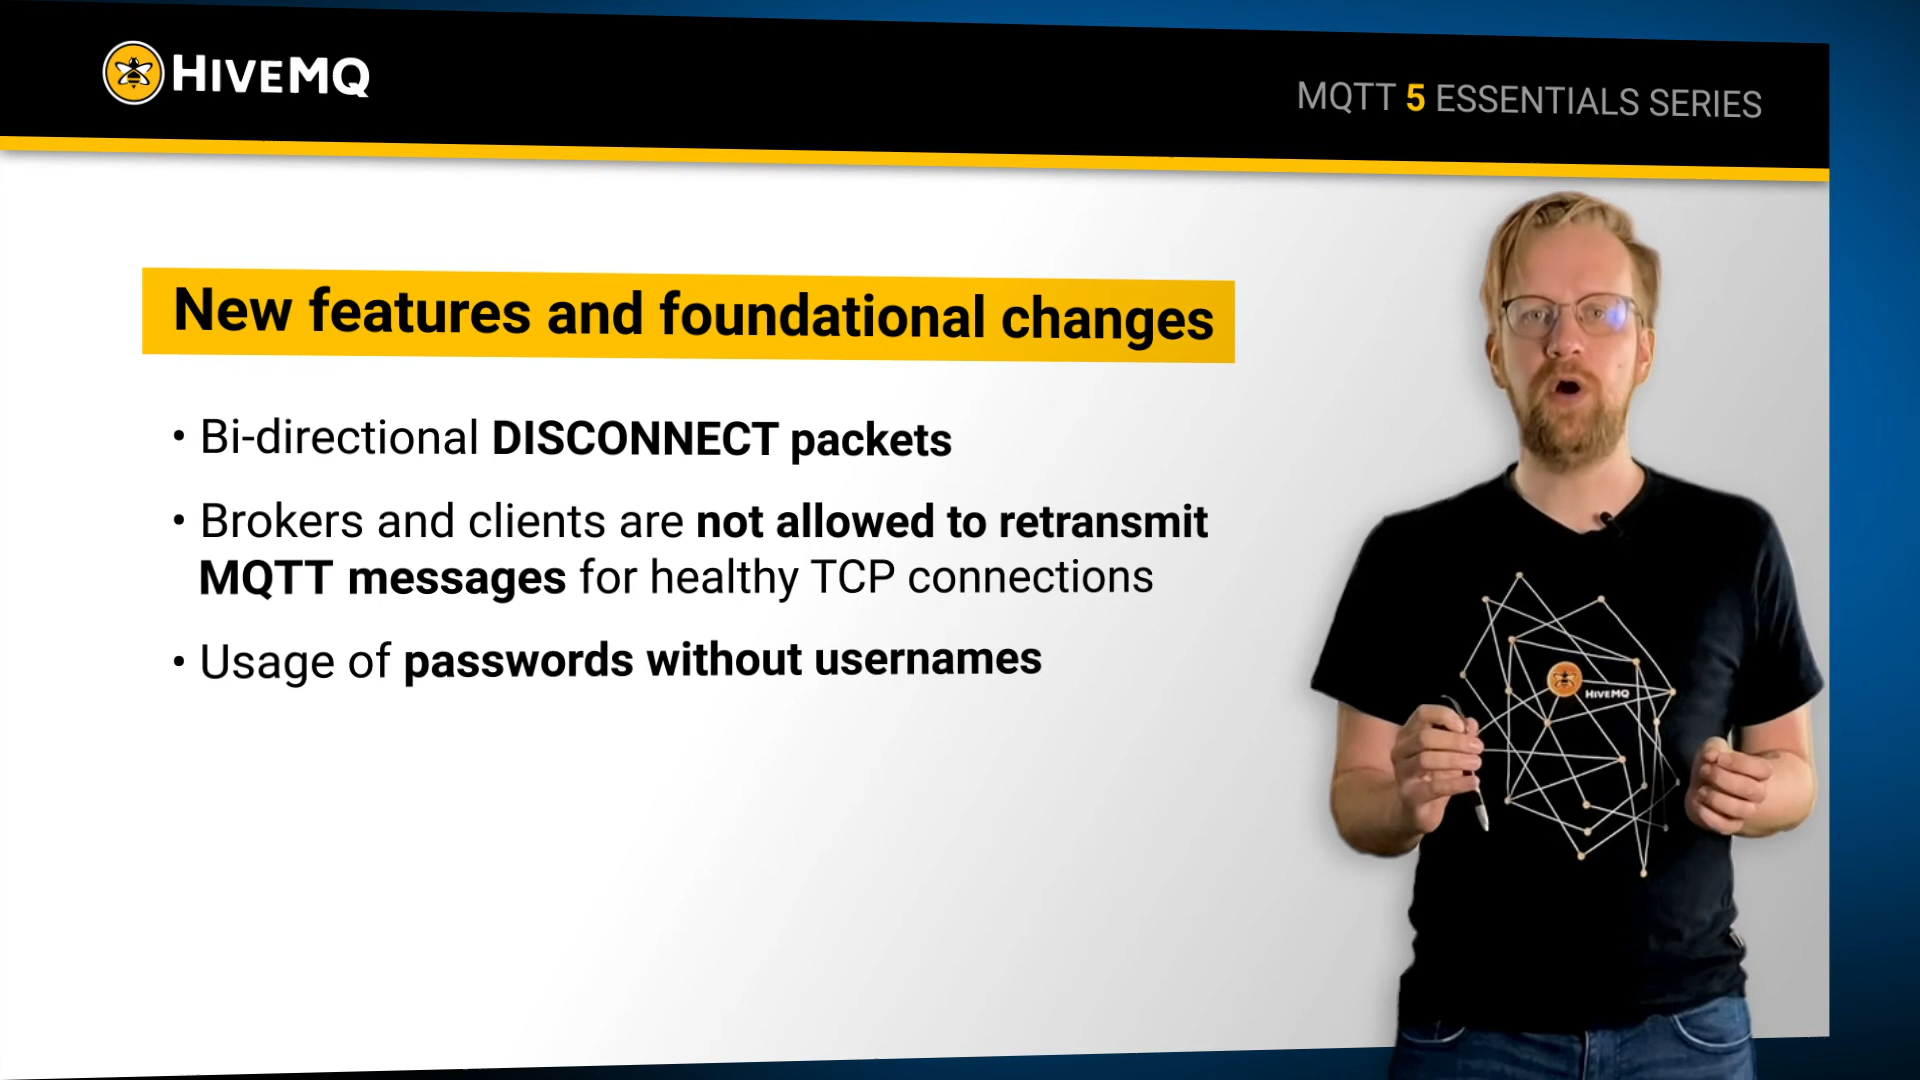 HIVEMQ
MQTT 5 ESSENTIALS SERIES
New features and foundational changes
• Bi-directional DISCONNECT packets
• Brokers and clients are not allowed to retransmit
MQTT messages for healthy TCP connections
• Usage of passwords without usernames
HIVEMQ